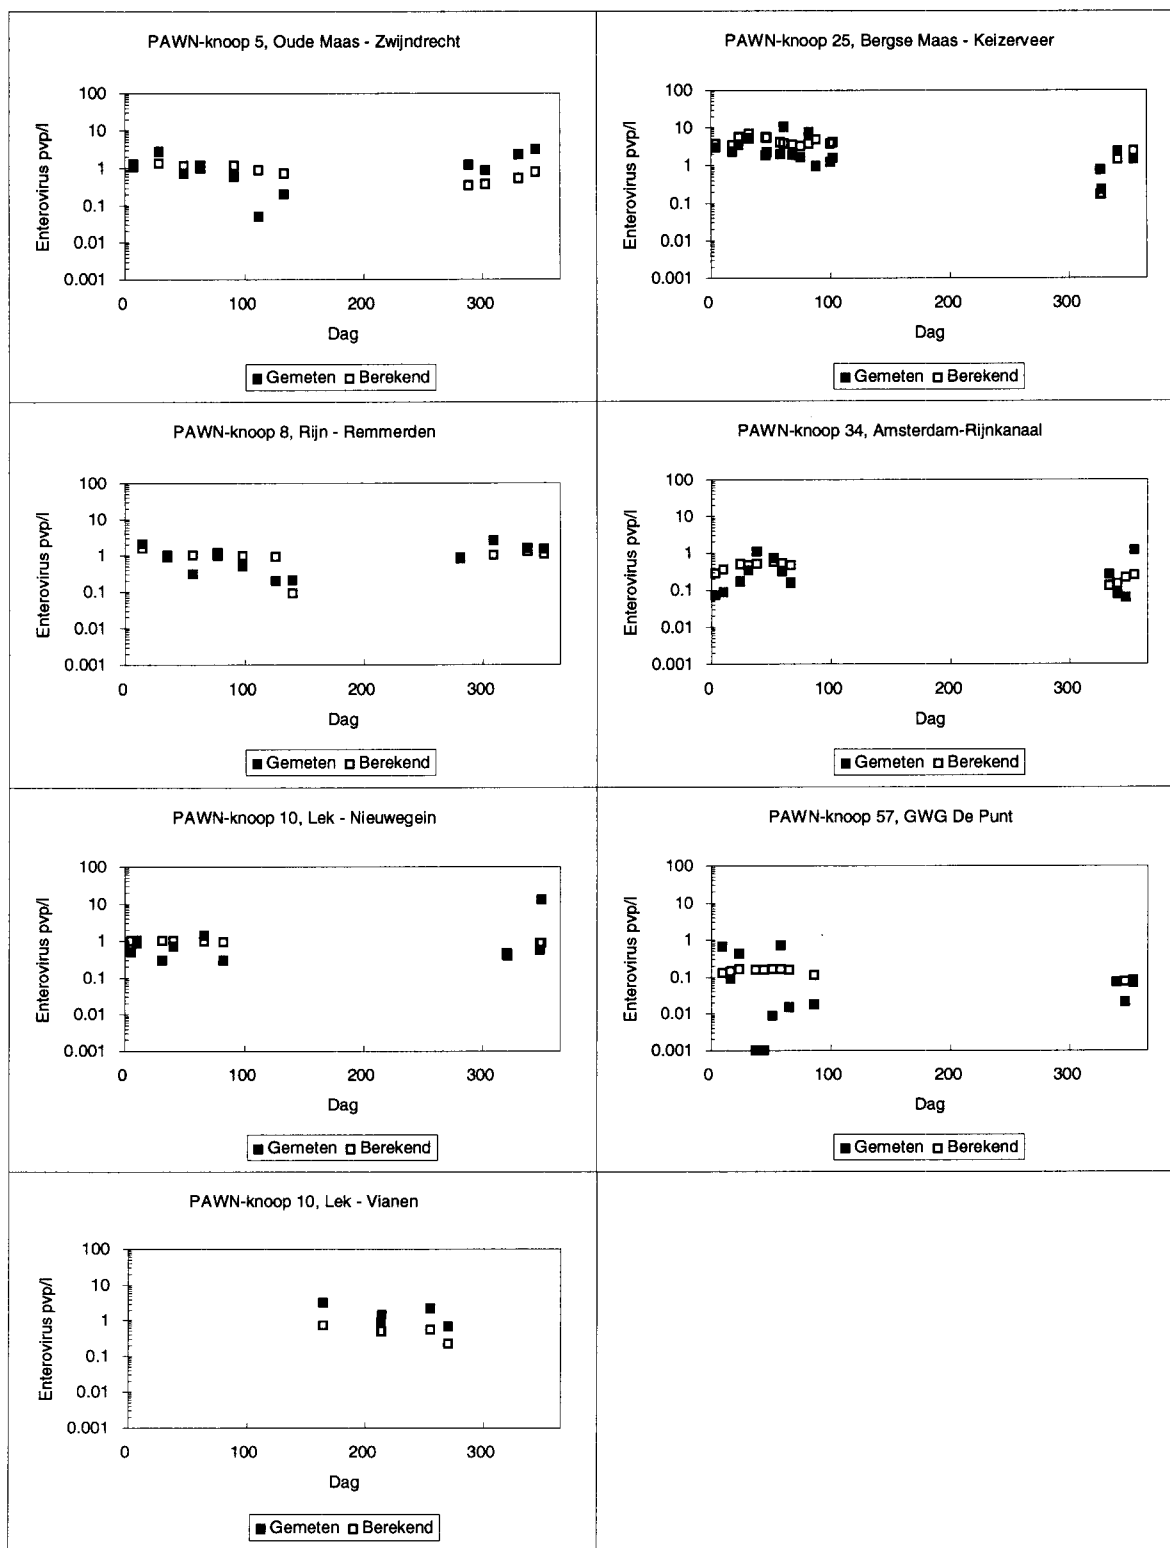 PAWN-knoop 5, Oude Maas - Zwijndrecht
Enterovirus pvp/l
100
10
1
0.1
0.01
0.001
0 100 200 300
Dag
Gemeten Berekend
PAWN-knoop 25, Bergse Maas - Keizerveer
Enterovirus pvp/l
100
10
1
0.1
0.01
0.001
0 100 200 300
Dag
Gemeten Berekend
PAWN-knoop 8, Rijn - Remmerden
Enterovirus pvp/l
100
10
1
0.1
0.01
0.001
0 100 200 300
Dag
Gemeten Berekend
PAWN-knoop 34, Amsterdam-Rijnkanaal
Enterovirus pvp/l
100
10
1
0.1
0.01
0.001
0 100 200 300
Dag
Gemeten Berekend
PAWN-knoop 10, Lek - Nieuwegein
Enterovirus pvp/l
100
10
1
0.1
0.01
0.001
0 100 200 300
Dag
Gemeten Berekend
PAWN-knoop 57, GWG De Punt
Enterovirus pvp/l
100
10
1
0.1
0.01
0.001
0 100 200 300
Dag
Gemeten Berekend
PAWN-knoop 10, Lek - Vianen
Enterovirus pvp/l
100
10
1
0.1
0.01
0.001
0 100 200 300
Dag
Gemeten Berekend